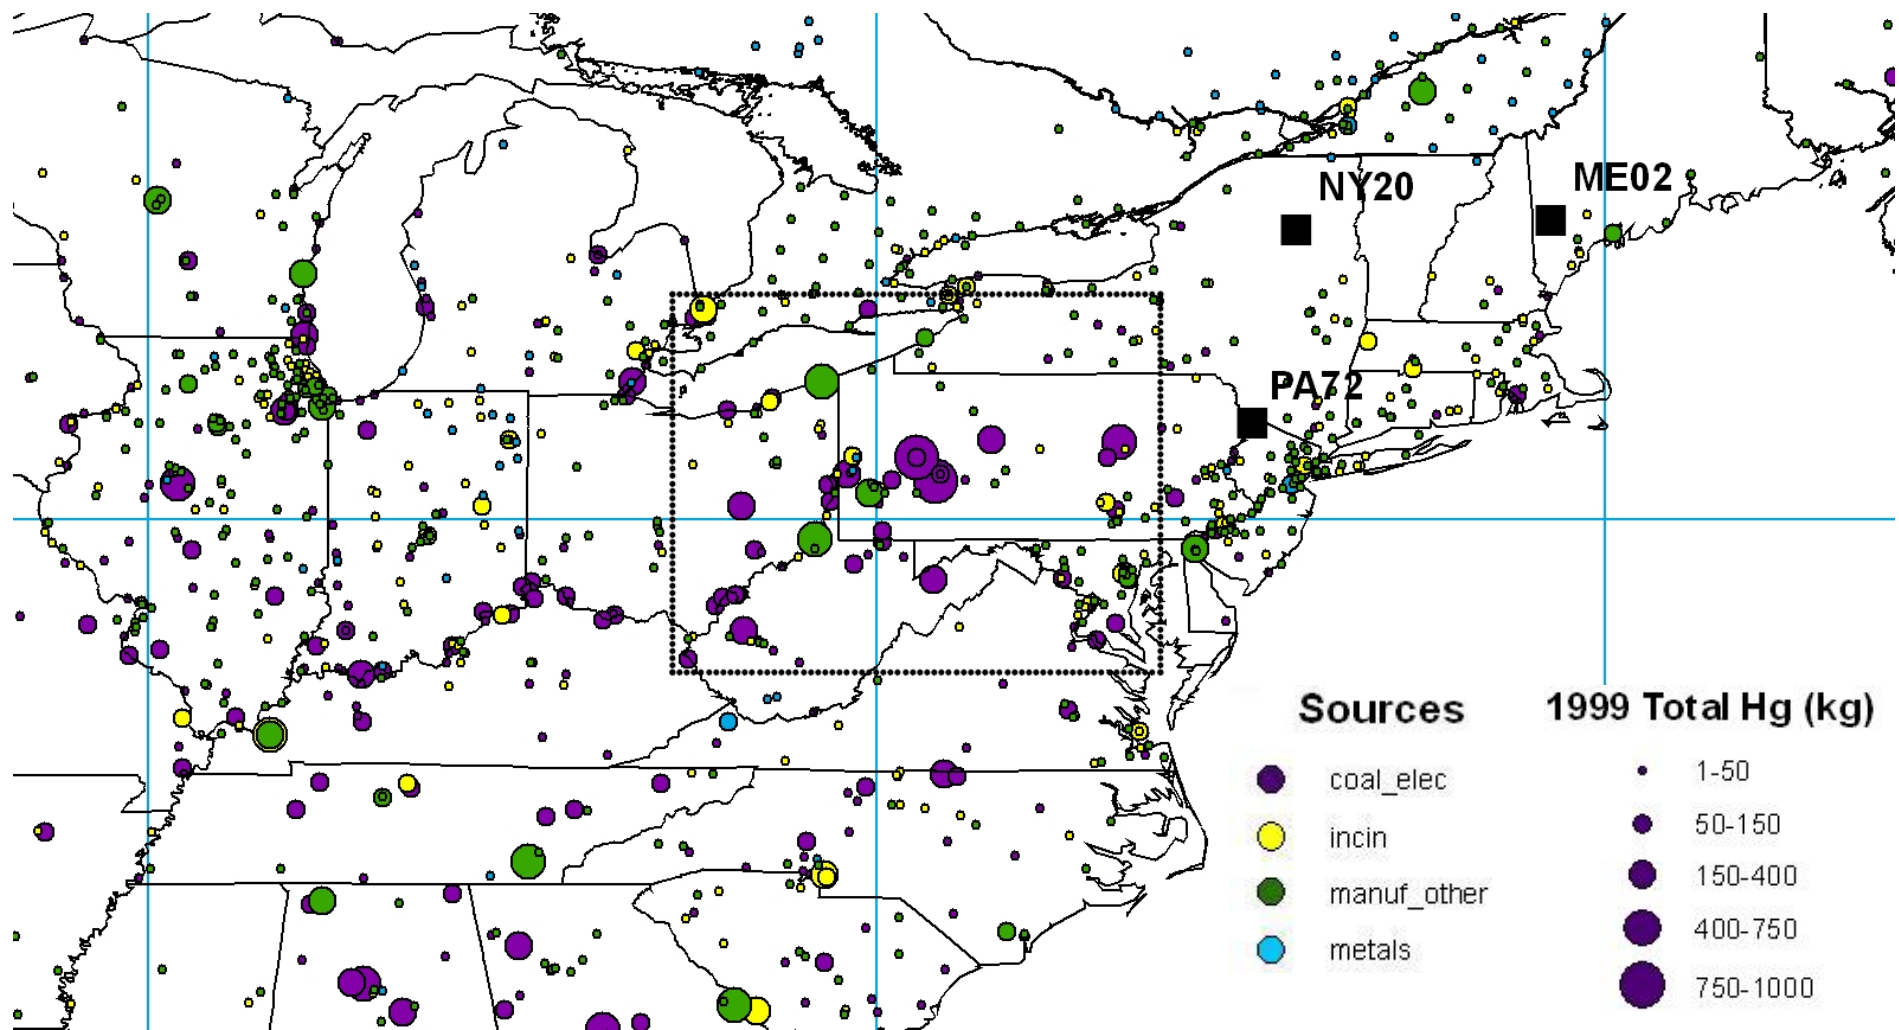 NY20
ME02
PA72
Sources
coal_elec
incin
manuf_other
metals
1999 Total Hg (kg)
1-50
50-150
150-400
400-750
750-1000